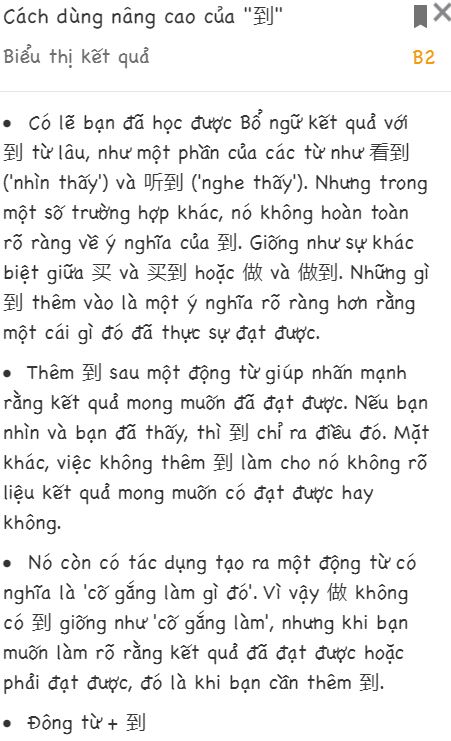 Cách dùng nâng cao của "到"
Biểu thị kết quả
B2
• Có lẽ bạn đã học được Bổ ngữ kết quả với
到 từ lâu, như một phần của các từ như 看到
('nhìn thấy') và 听到 ('nghe thấy'). Nhưng trong
một số trường hợp khác, nó không hoàn toàn
rõ ràng về ý nghĩa của 到. Giống như sự khác
biệt giữa 买 và 买到 hoặc 做 và 做到. Những gì
到 thêm vào là một ý nghĩa rõ ràng hơn rằng
một cái gì đó đã thực sự đạt được.
• Thêm 到 sau một động từ giúp nhấn mạnh
rằng kết quả mong muốn đã đạt được. Nếu bạn
nhìn và bạn đã thấy, thì 到 chỉ ra điều đó. Mặt
khác, việc không thêm 到 làm cho nó không rõ
liệu kết quả mong muốn có đạt được hay
không.
• Nó còn có tác dụng tạo ra một động từ có
nghĩa là 'cố gắng làm gì đó'. Vì vậy 做 không
có 到 giống như 'cố gắng làm', nhưng khi bạn
muốn làm rõ rằng kết quả đã đạt được hoặc
phải đạt được, đó là khi bạn cần thêm 到.
• Đông từ + 到